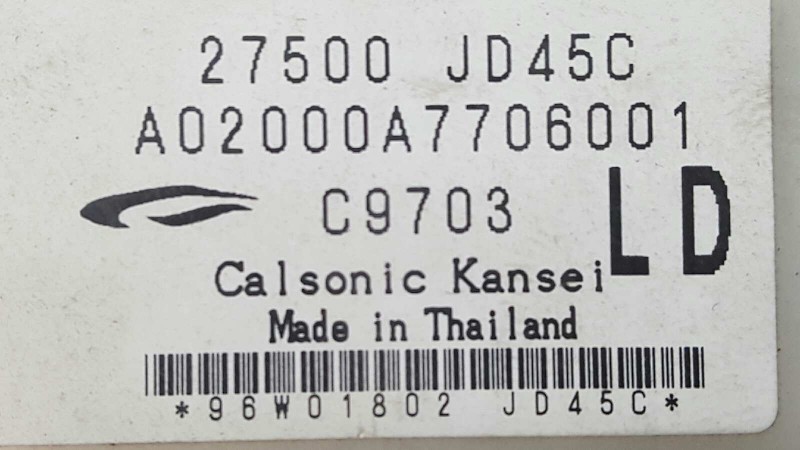 27500 JD45C
A02000A7706001
C9703 LD
Calsonic Kansei
Made in Thailand
*96W01802 JD45C*